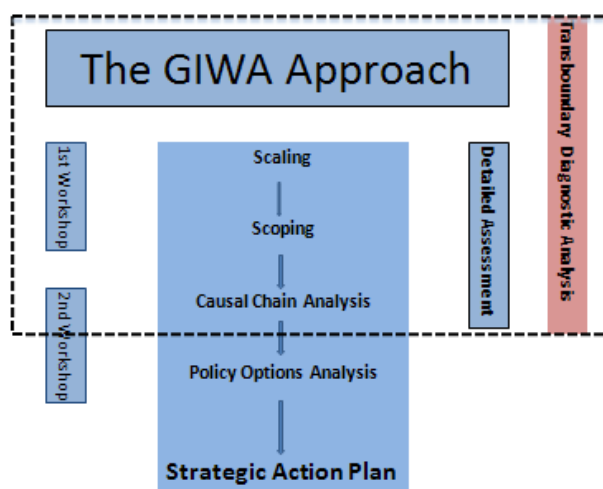 The GIWA Approach
Transboundary Diagnostic Analysis
1st Workshop
Scaling
Detailed Assessment
Scoping
2nd Workshop
Causal Chain Analysis
Policy Options Analysis
Strategic Action Plan